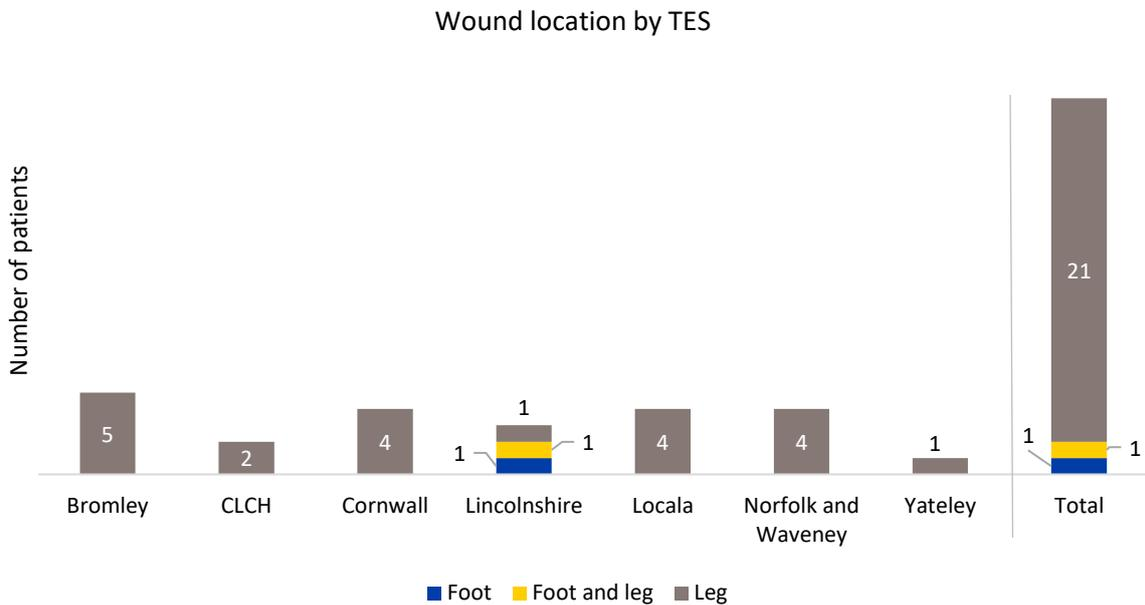 Wound location by TES
Number of patients
21
5
2
4
1
1
1
4
4
1
1
1
Bromley
CLCH
Cornwall
Lincolnshire
Locala
Norfolk and
Waveney
Yateley
Total
Foot
Foot and leg
Leg